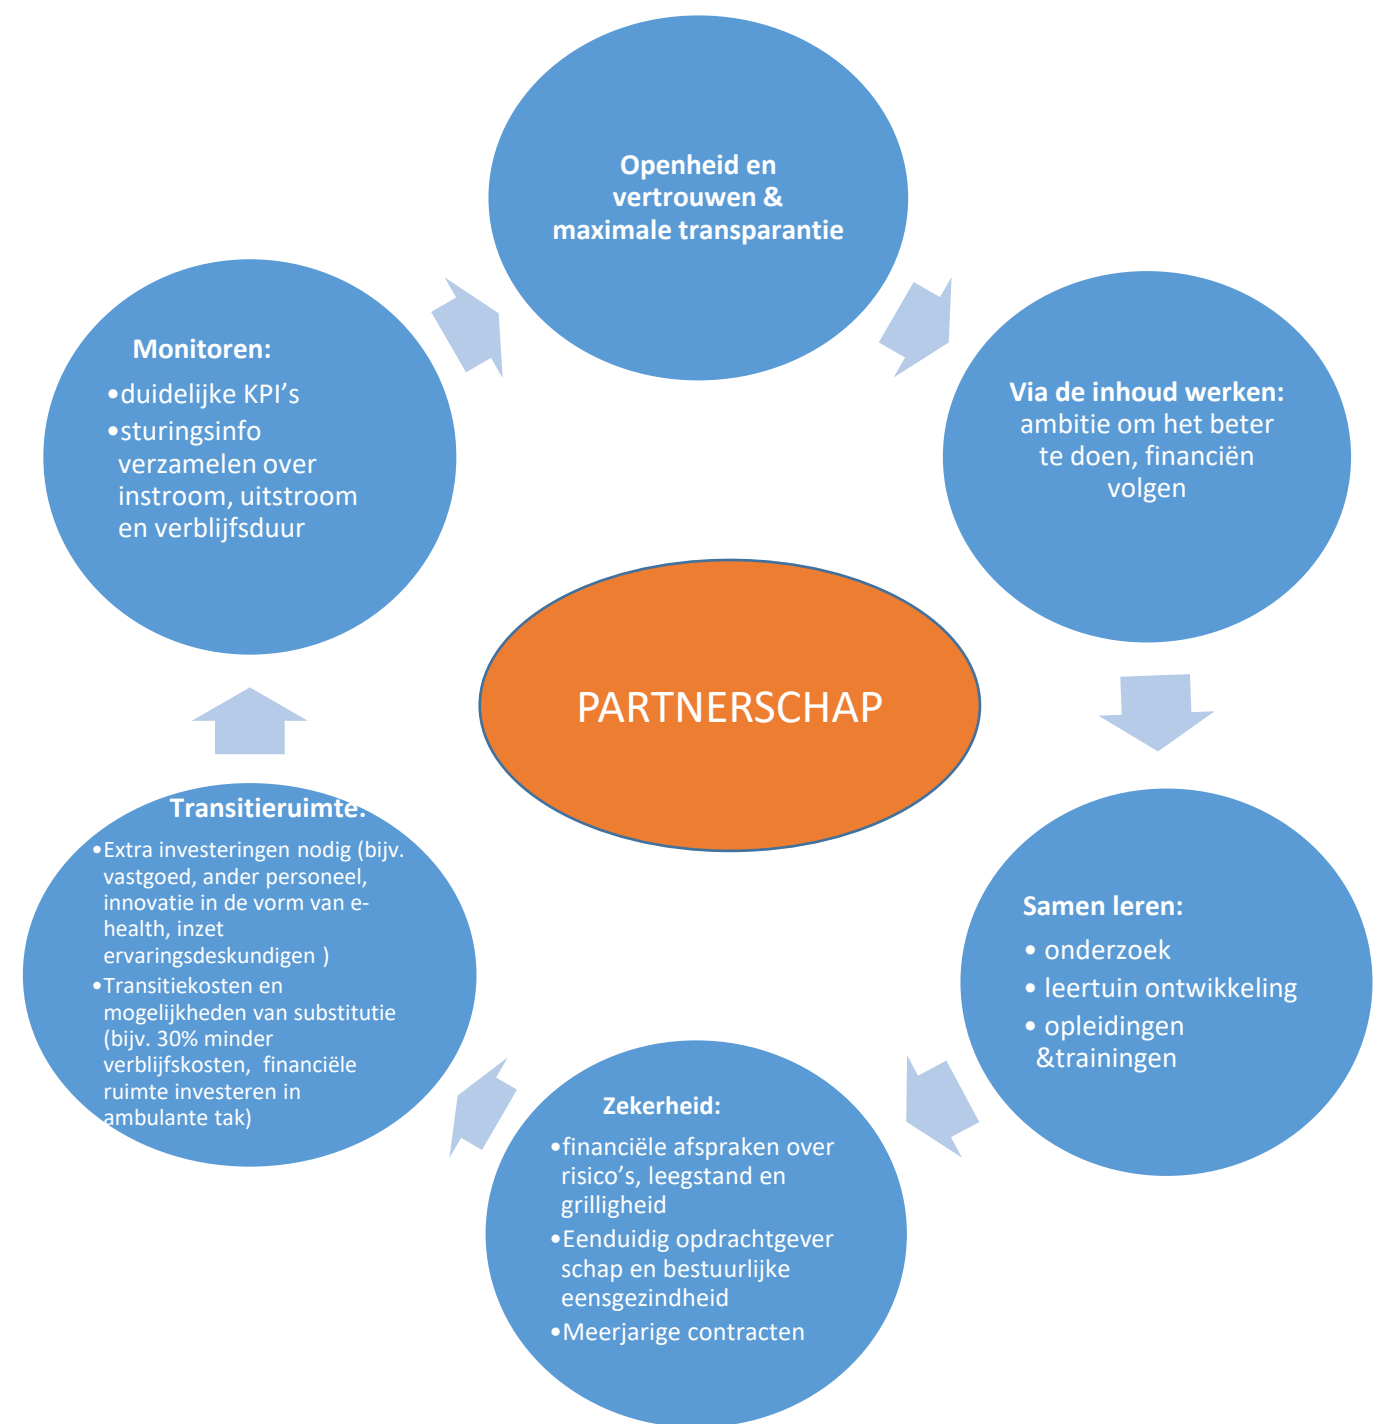 Openheid en
vertrouwen &
maximale transparantie
Via de inhoud werken:
ambitie om het beter
te doen, financiën
volgen
Samen leren:
• onderzoek
• leertuin ontwikkeling
• opleidingen
&trainingen
Zekerheid:
•financiële afspraken over
risico’s, leegstand en
grilligheid
•Eenduidig opdrachtgever
schap en bestuurlijke
eensgezindheid
•Meerjarige contracten
Transitieruimte:
•Extra investeringen nodig (bijv.
vastgoed, ander personeel,
innovatie in de vorm van e-
health, inzet
ervaringsdeskundigen )
•Transitiekosten en
mogelijkheden van substitutie
(bijv. 30% minder
verblijfskosten, financiële
ruimte investeren in
ambulante tak)
Monitoren:
•duidelijke KPI’s
•sturingsinfo
verzamelen over
instroom, uitstroom
en verblijfsduur
PARTNERSCHAP